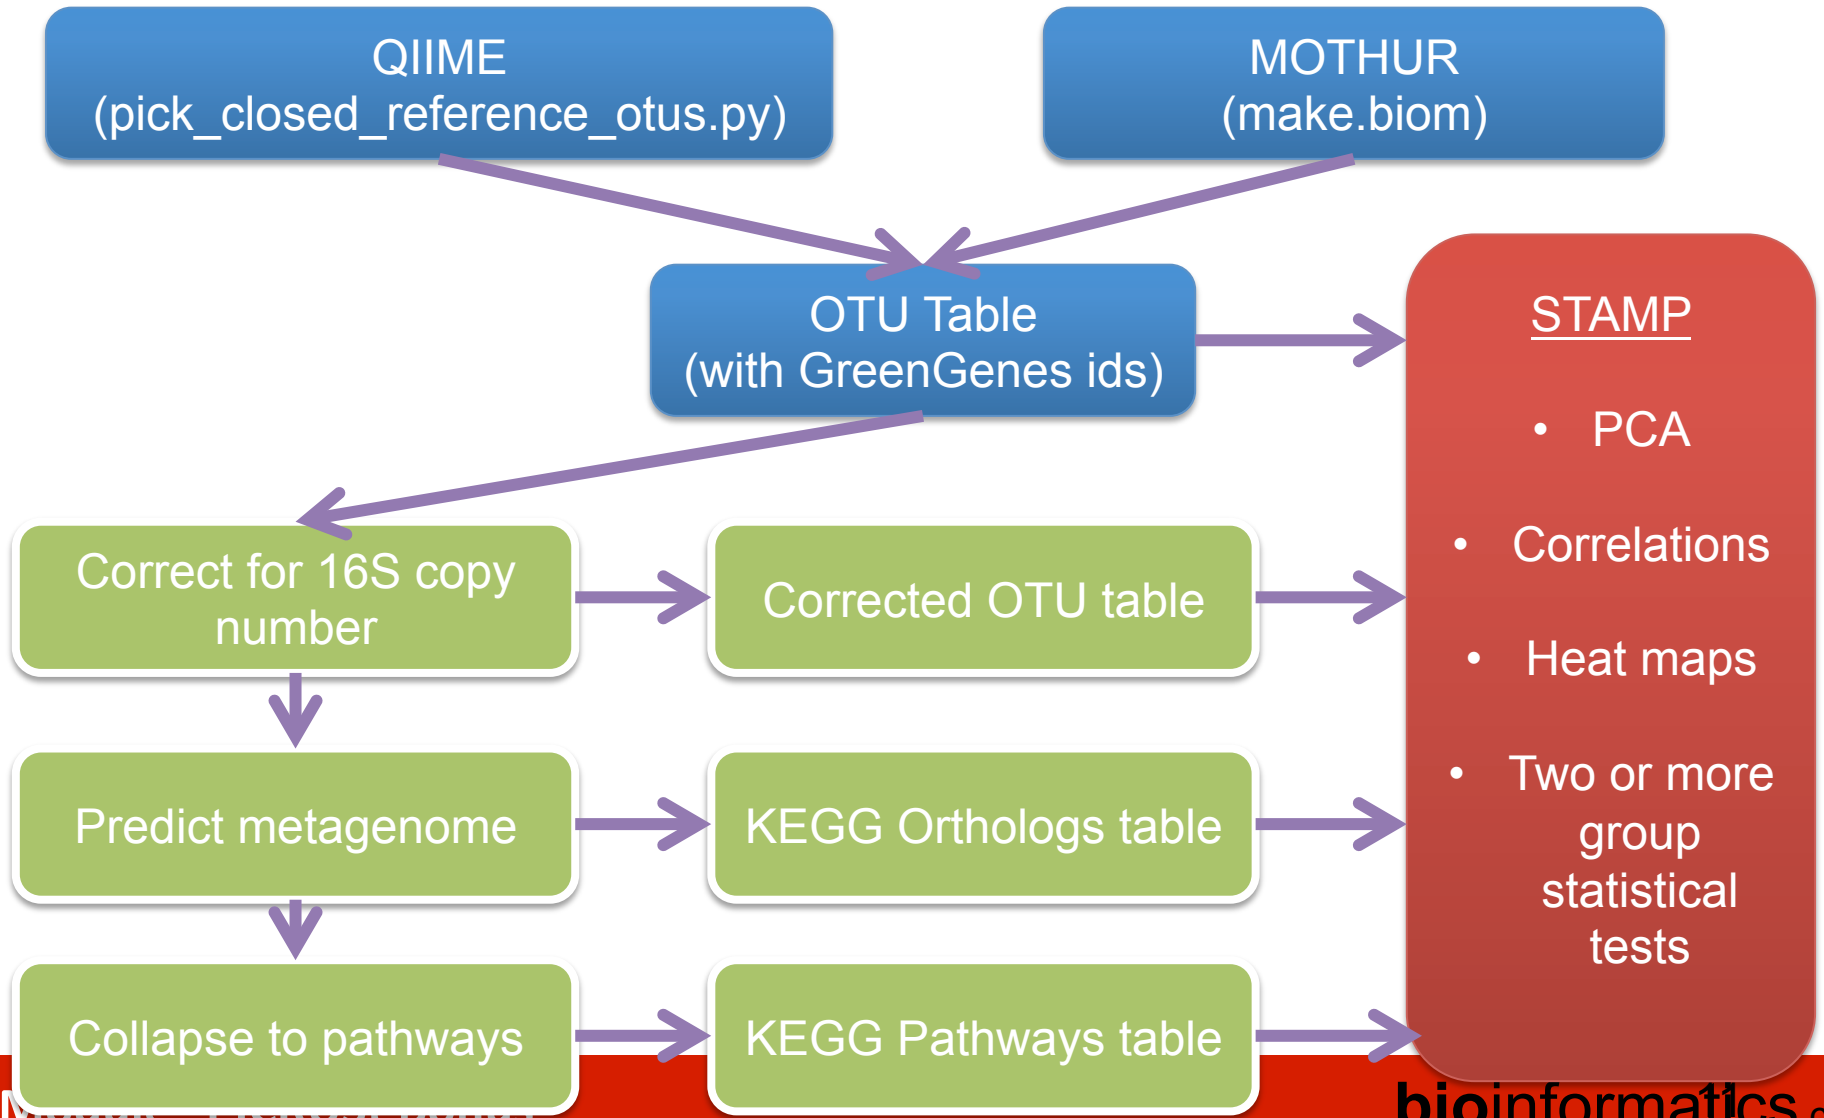 QIIME
(pick_closed_reference_otus.py)
MOTHUR
(make.biom)
OTU Table
(with GreenGenes ids)
STAMP
• PCA
• Correlations
• Heat maps
• Two or more
group
statistical
tests
Correct for 16S copy
number
Corrected OTU table
Predict metagenome
KEGG Orthologs table
Collapse to pathways
KEGG Pathways table
bioinformatics